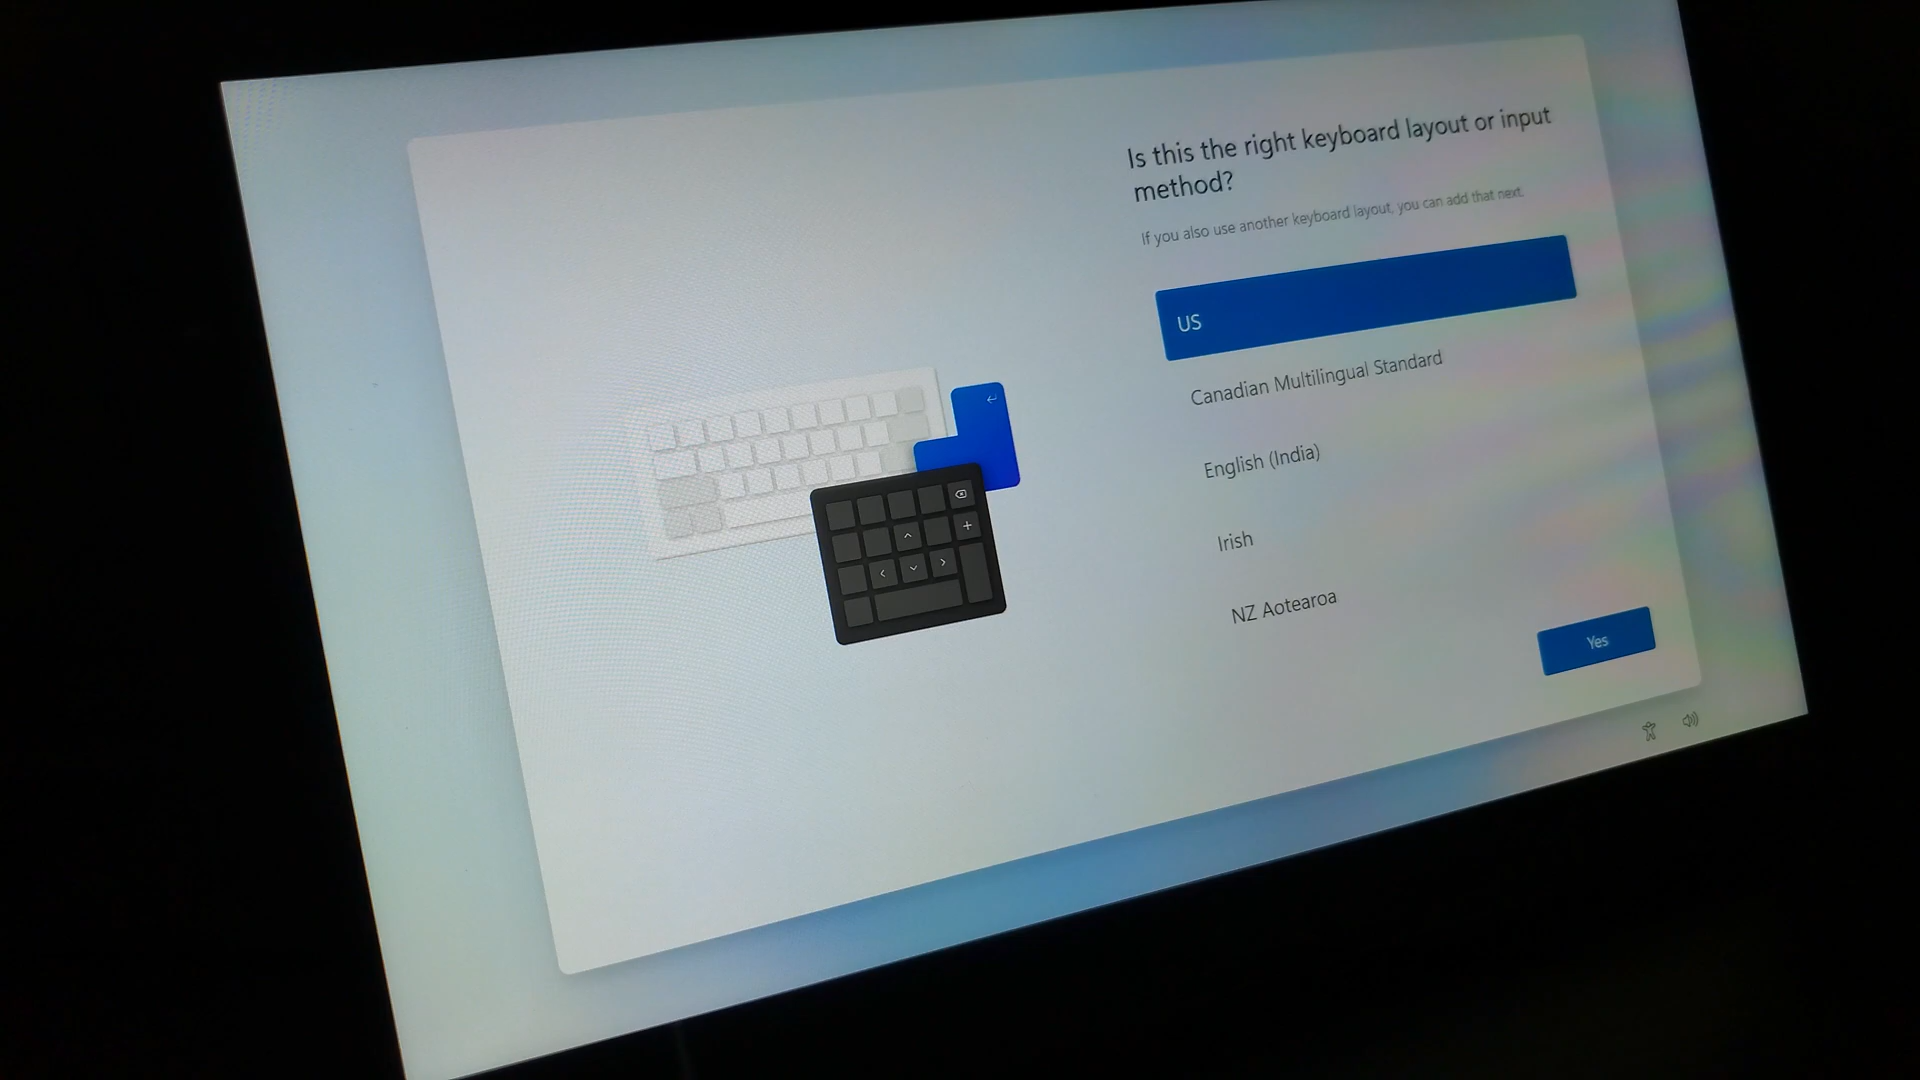 Is this the right keyboard layout or input
method?
If you also use another keyboard layout, you can add that next.
US
Canadian Multilingual Standard
English (India)
Irish
NZ Aotearoa
Yes